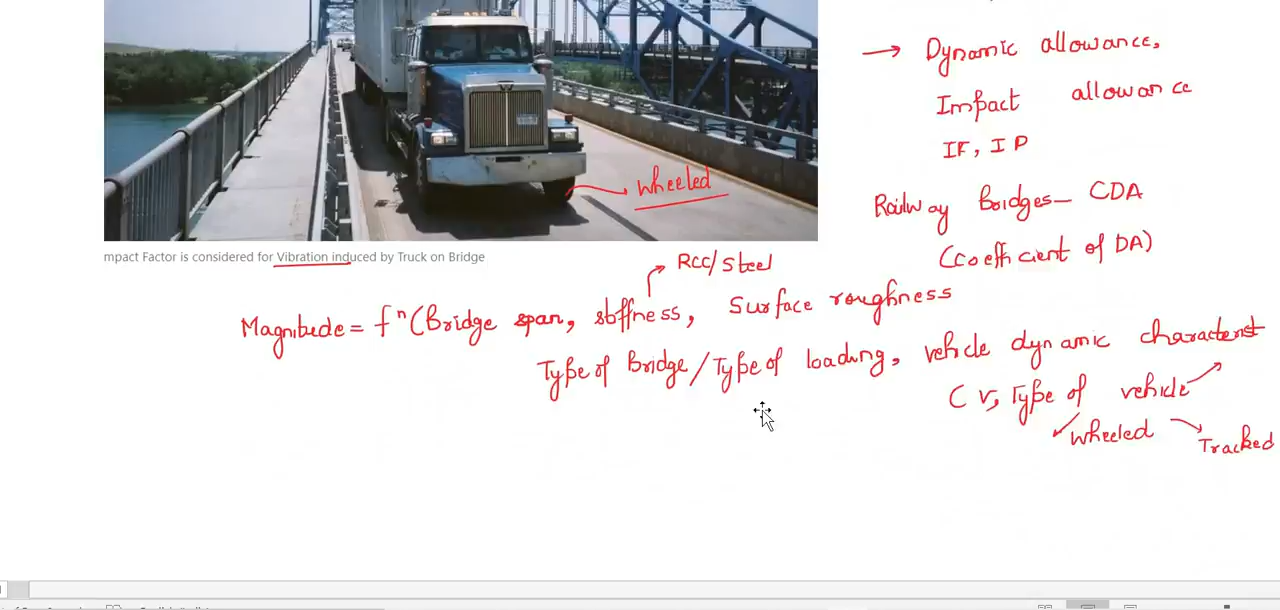 → Dynamic allowance,
Impact allowance
IF, IP
Wheeled
Railway Bridges - CDA
(Coefficient of DA)
mpact Factor is considered for Vibration induced by Truck on Bridge
RCC/Steel
Magnitude = fⁿ (Bridge span, stiffness, Surface roughness
Type of Bridge/Type of loading, vehicle dynamic characterist
( V, Type of vehicle
Wheeled
Tracked